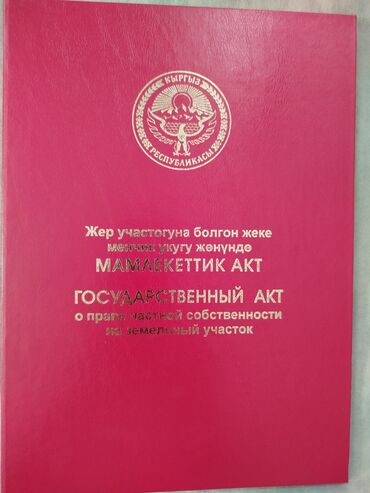 КЫРГЫЗ
РЕСПУБЛИКАСЫ
Жер участогуна болгон жеке
менчик укугу жөнүндө
МАМЛЕКЕТТИК АКТ
ГОСУДАРСТВЕННЫЙ АКТ
о праве частной собственности
на земельный участок